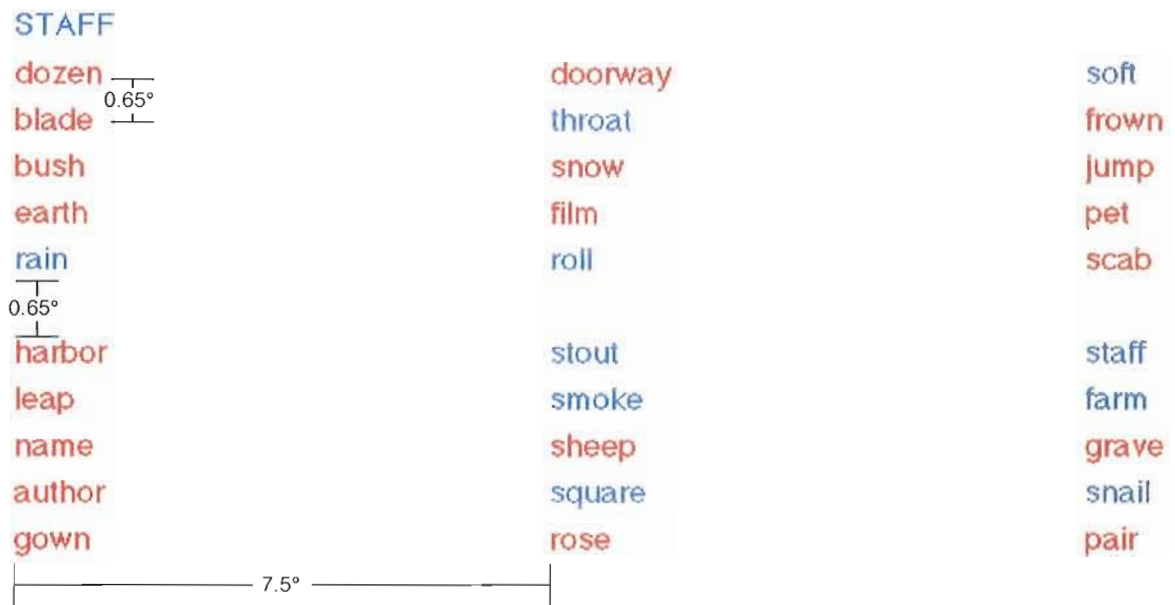 STAFF
dozen doorway soft
0.65°
blade throat frown
bush snow jump
earth film pet
rain roll scab
0.65°
harbor stout staff
leap smoke farm
name sheep grave
author square snail
gown rose pair
7.5°